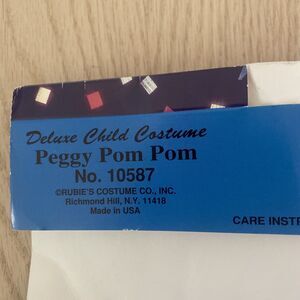 Deluxe Child Costume
Peggy Pom Pom
No. 10587
©RUBIE'S COSTUME CO., INC.
Richmond Hill, N.Y. 11418
Made in USA
CARE INSTR